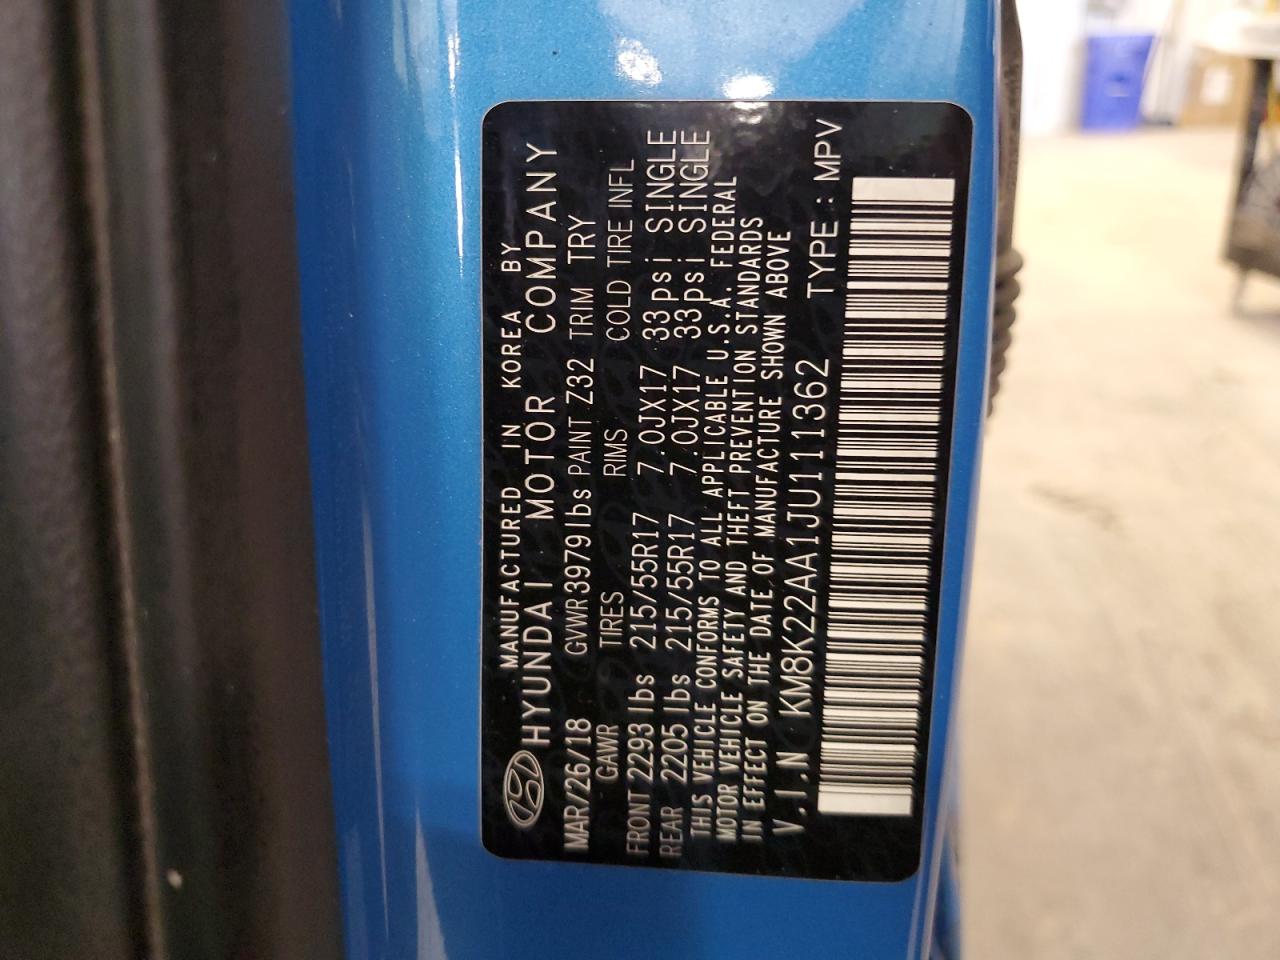 MANUFACTURED IN KOREA BY
HYUNDAI MOTOR COMPANY
MAR/26/18 GVWR 3979lbs PAINT Z32 TRIM TRY
GAWR TIRES RIMS COLD TIRE INFL
FRONT 2293 lbs 215/55R17 7.0JX17 33psi SINGLE
REAR 2205 lbs 215/55R17 7.0JX17 33psi SINGLE
THIS VEHICLE CONFORMS TO ALL APPLICABLE U.S.A. FEDERAL
MOTOR VEHICLE SAFETY AND THEFT PREVENTION STANDARDS
IN EFFECT ON THE DATE OF MANUFACTURE SHOWN ABOVE
V.I.N KM8K22AA1JU111362 TYPE : MPV